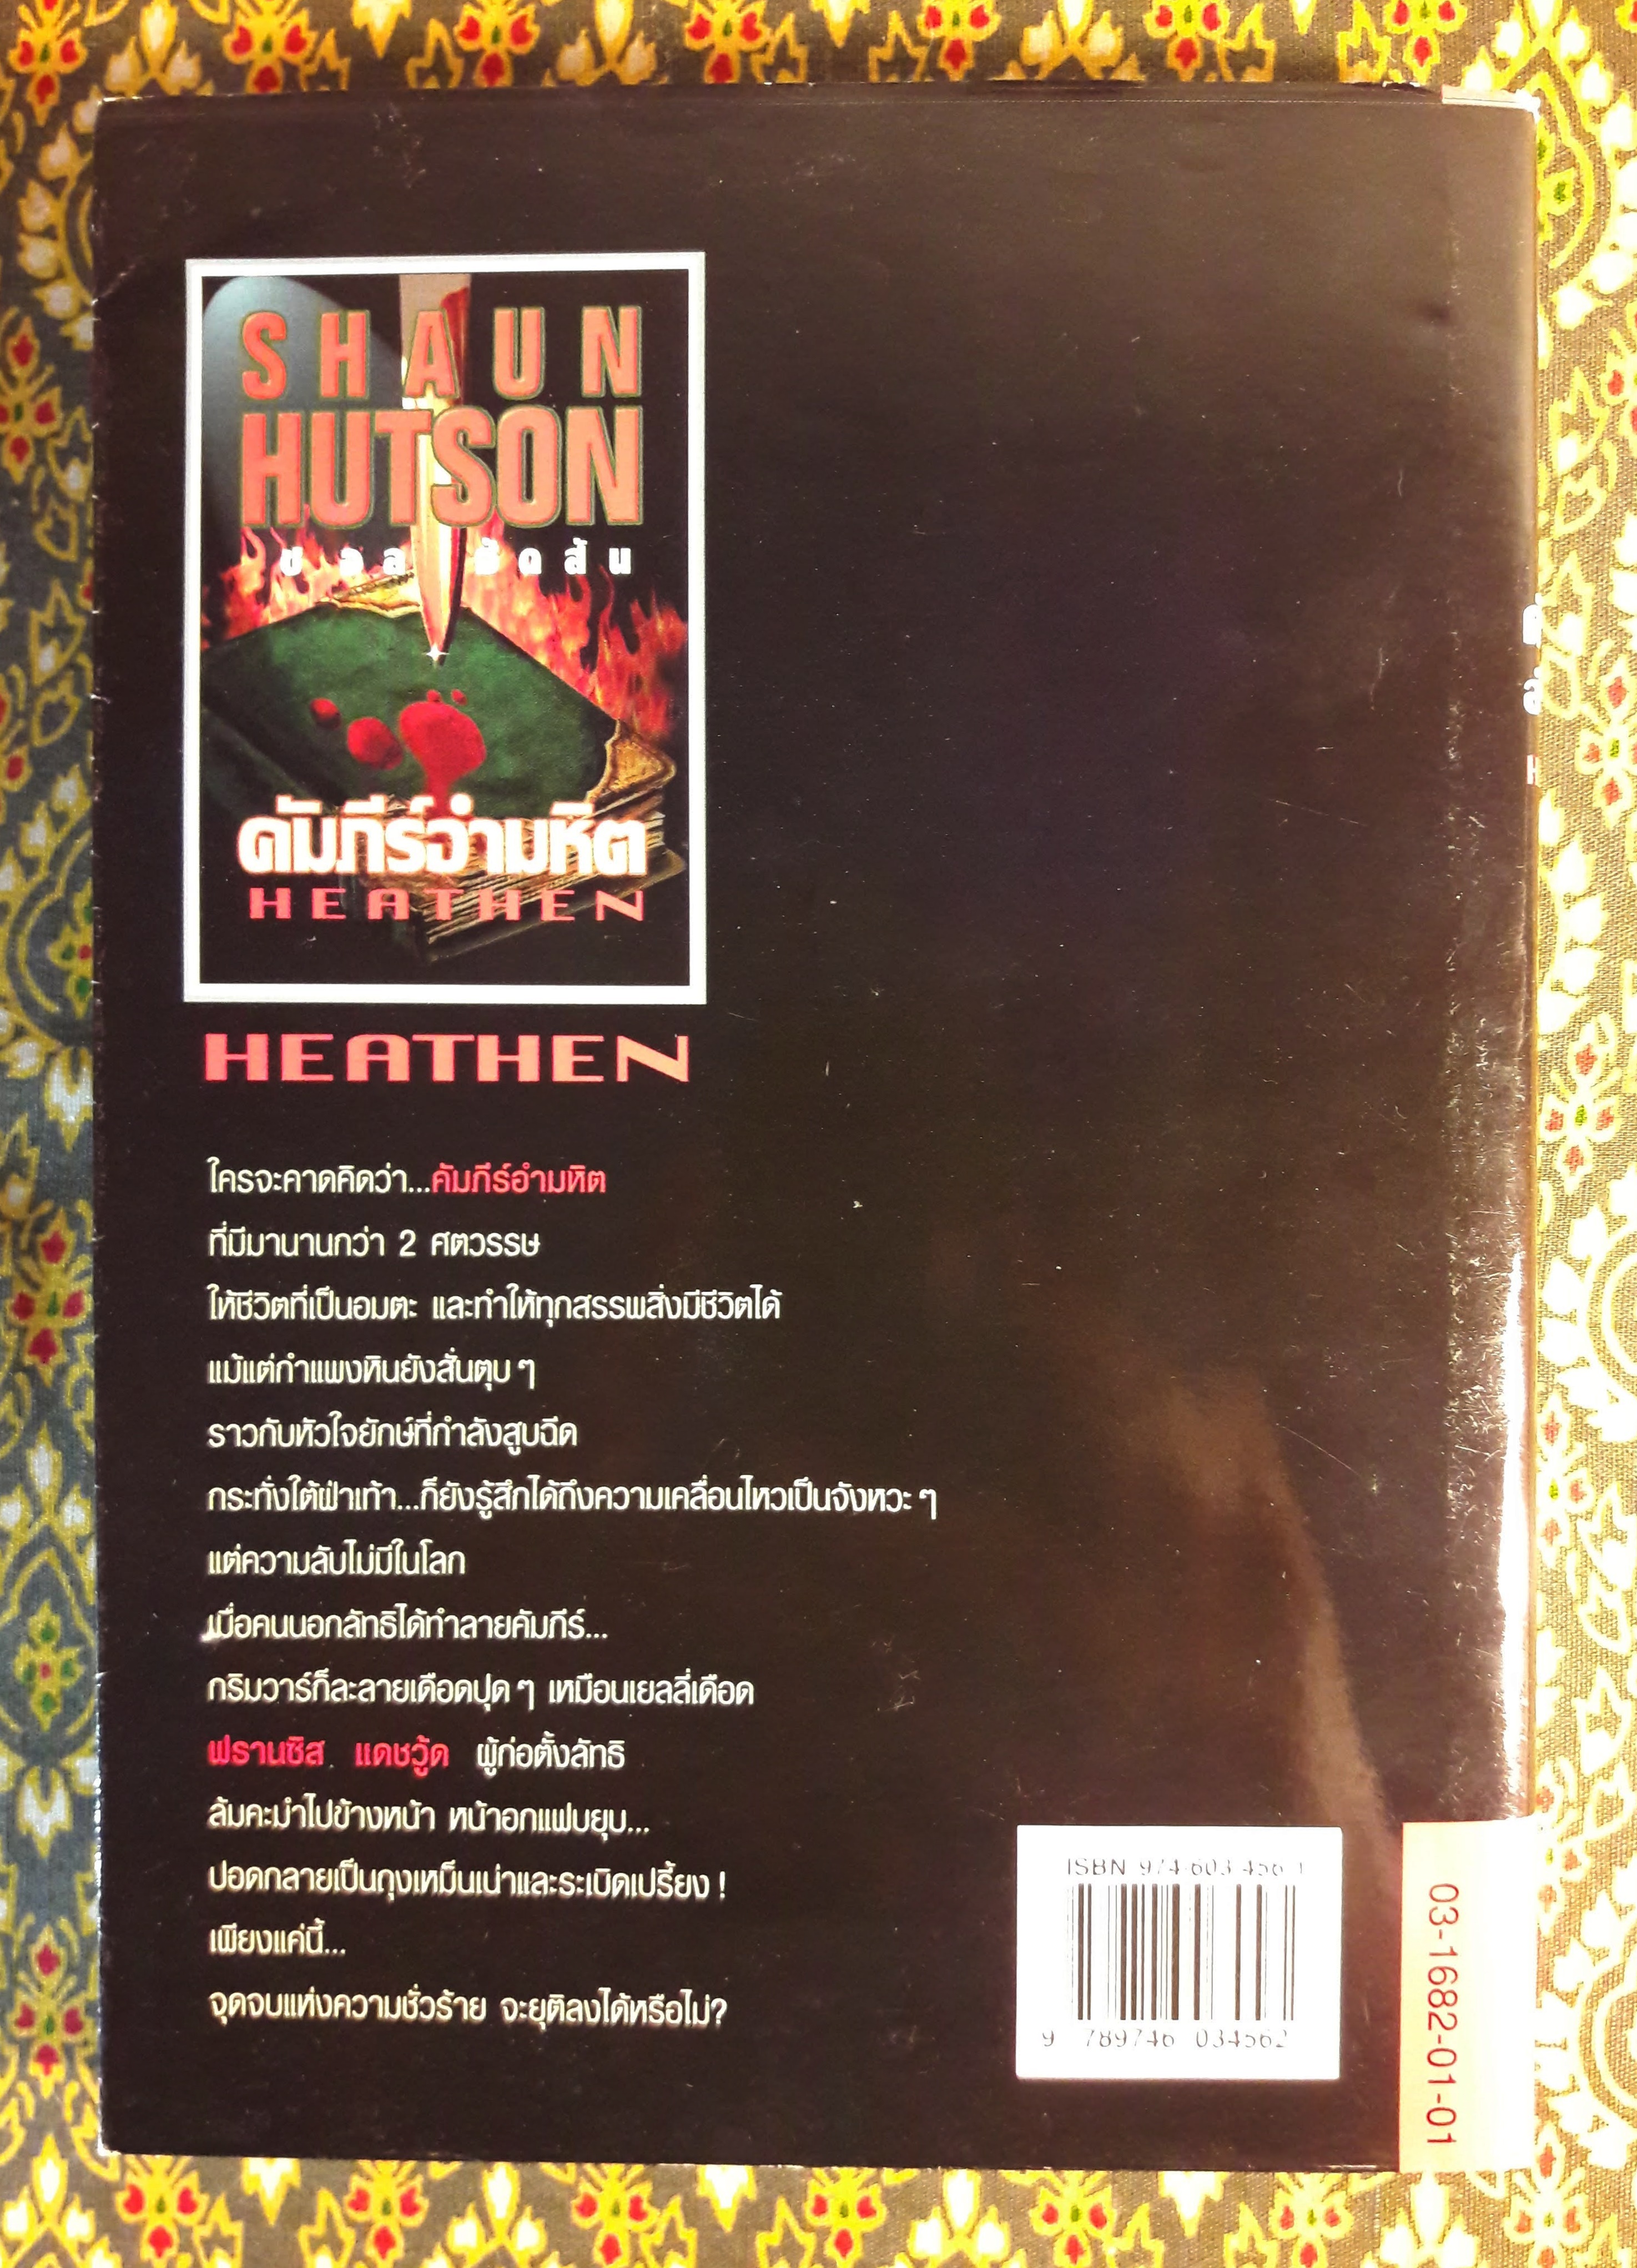 SHAUN
HUTSON
คัมภีร์อำมหิต
HEATHEN
HEATHEN
ใครจะคาดคิดว่า...คัมภีร์อำมหิต
ที่มีมานานกว่า 2 ศตวรรษ
ให้ชีวิตที่เป็นอมตะ และทำให้ทุกสรรพสิ่งมีชีวิตได้
แม้แต่กำแพงหินยังสั่นตุบ ๆ
ราวกับหัวใจยักษ์ที่กำลังสูบฉีด
กระทั่งใต้ฝ่าเท้า...ก็ยังรู้สึกได้ถึงความเคลื่อนไหวเป็นจังหวะ ๆ
แต่ความลับไม่มีในโลก
เมื่อคนนอกลัทธิได้ทำลายคัมภีร์...
กริมวาร์ก็ละลายเดือดปุด ๆ เหมือนเยลลี่เดือด
ฟรานซิส แดชวู้ด ผู้ก่อตั้งลัทธิ
ล้มคะมำไปข้างหน้า หน้าอกแฟบยุบ...
ปอดกลายเป็นถุงเหม็นเน่าและระเบิดเปรี้ยง !
เพียงแค่นี้...
จุดจบแห่งความชั่วร้าย จะยุติลงได้หรือไม่?
ISBN 974-603-456-1
9 789746 034562
03-1682-01-01